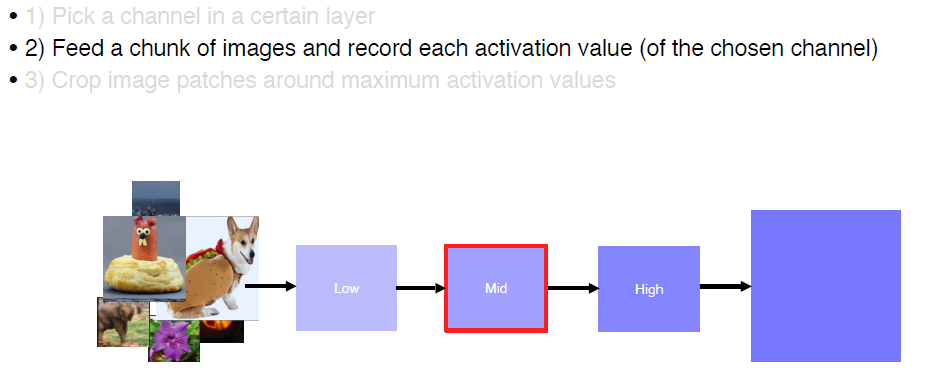 • 1) Pick a channel in a certain layer
• 2) Feed a chunk of images and record each activation value (of the chosen channel)
• 3) Crop image patches around maximum activation values
Low
Mid
High